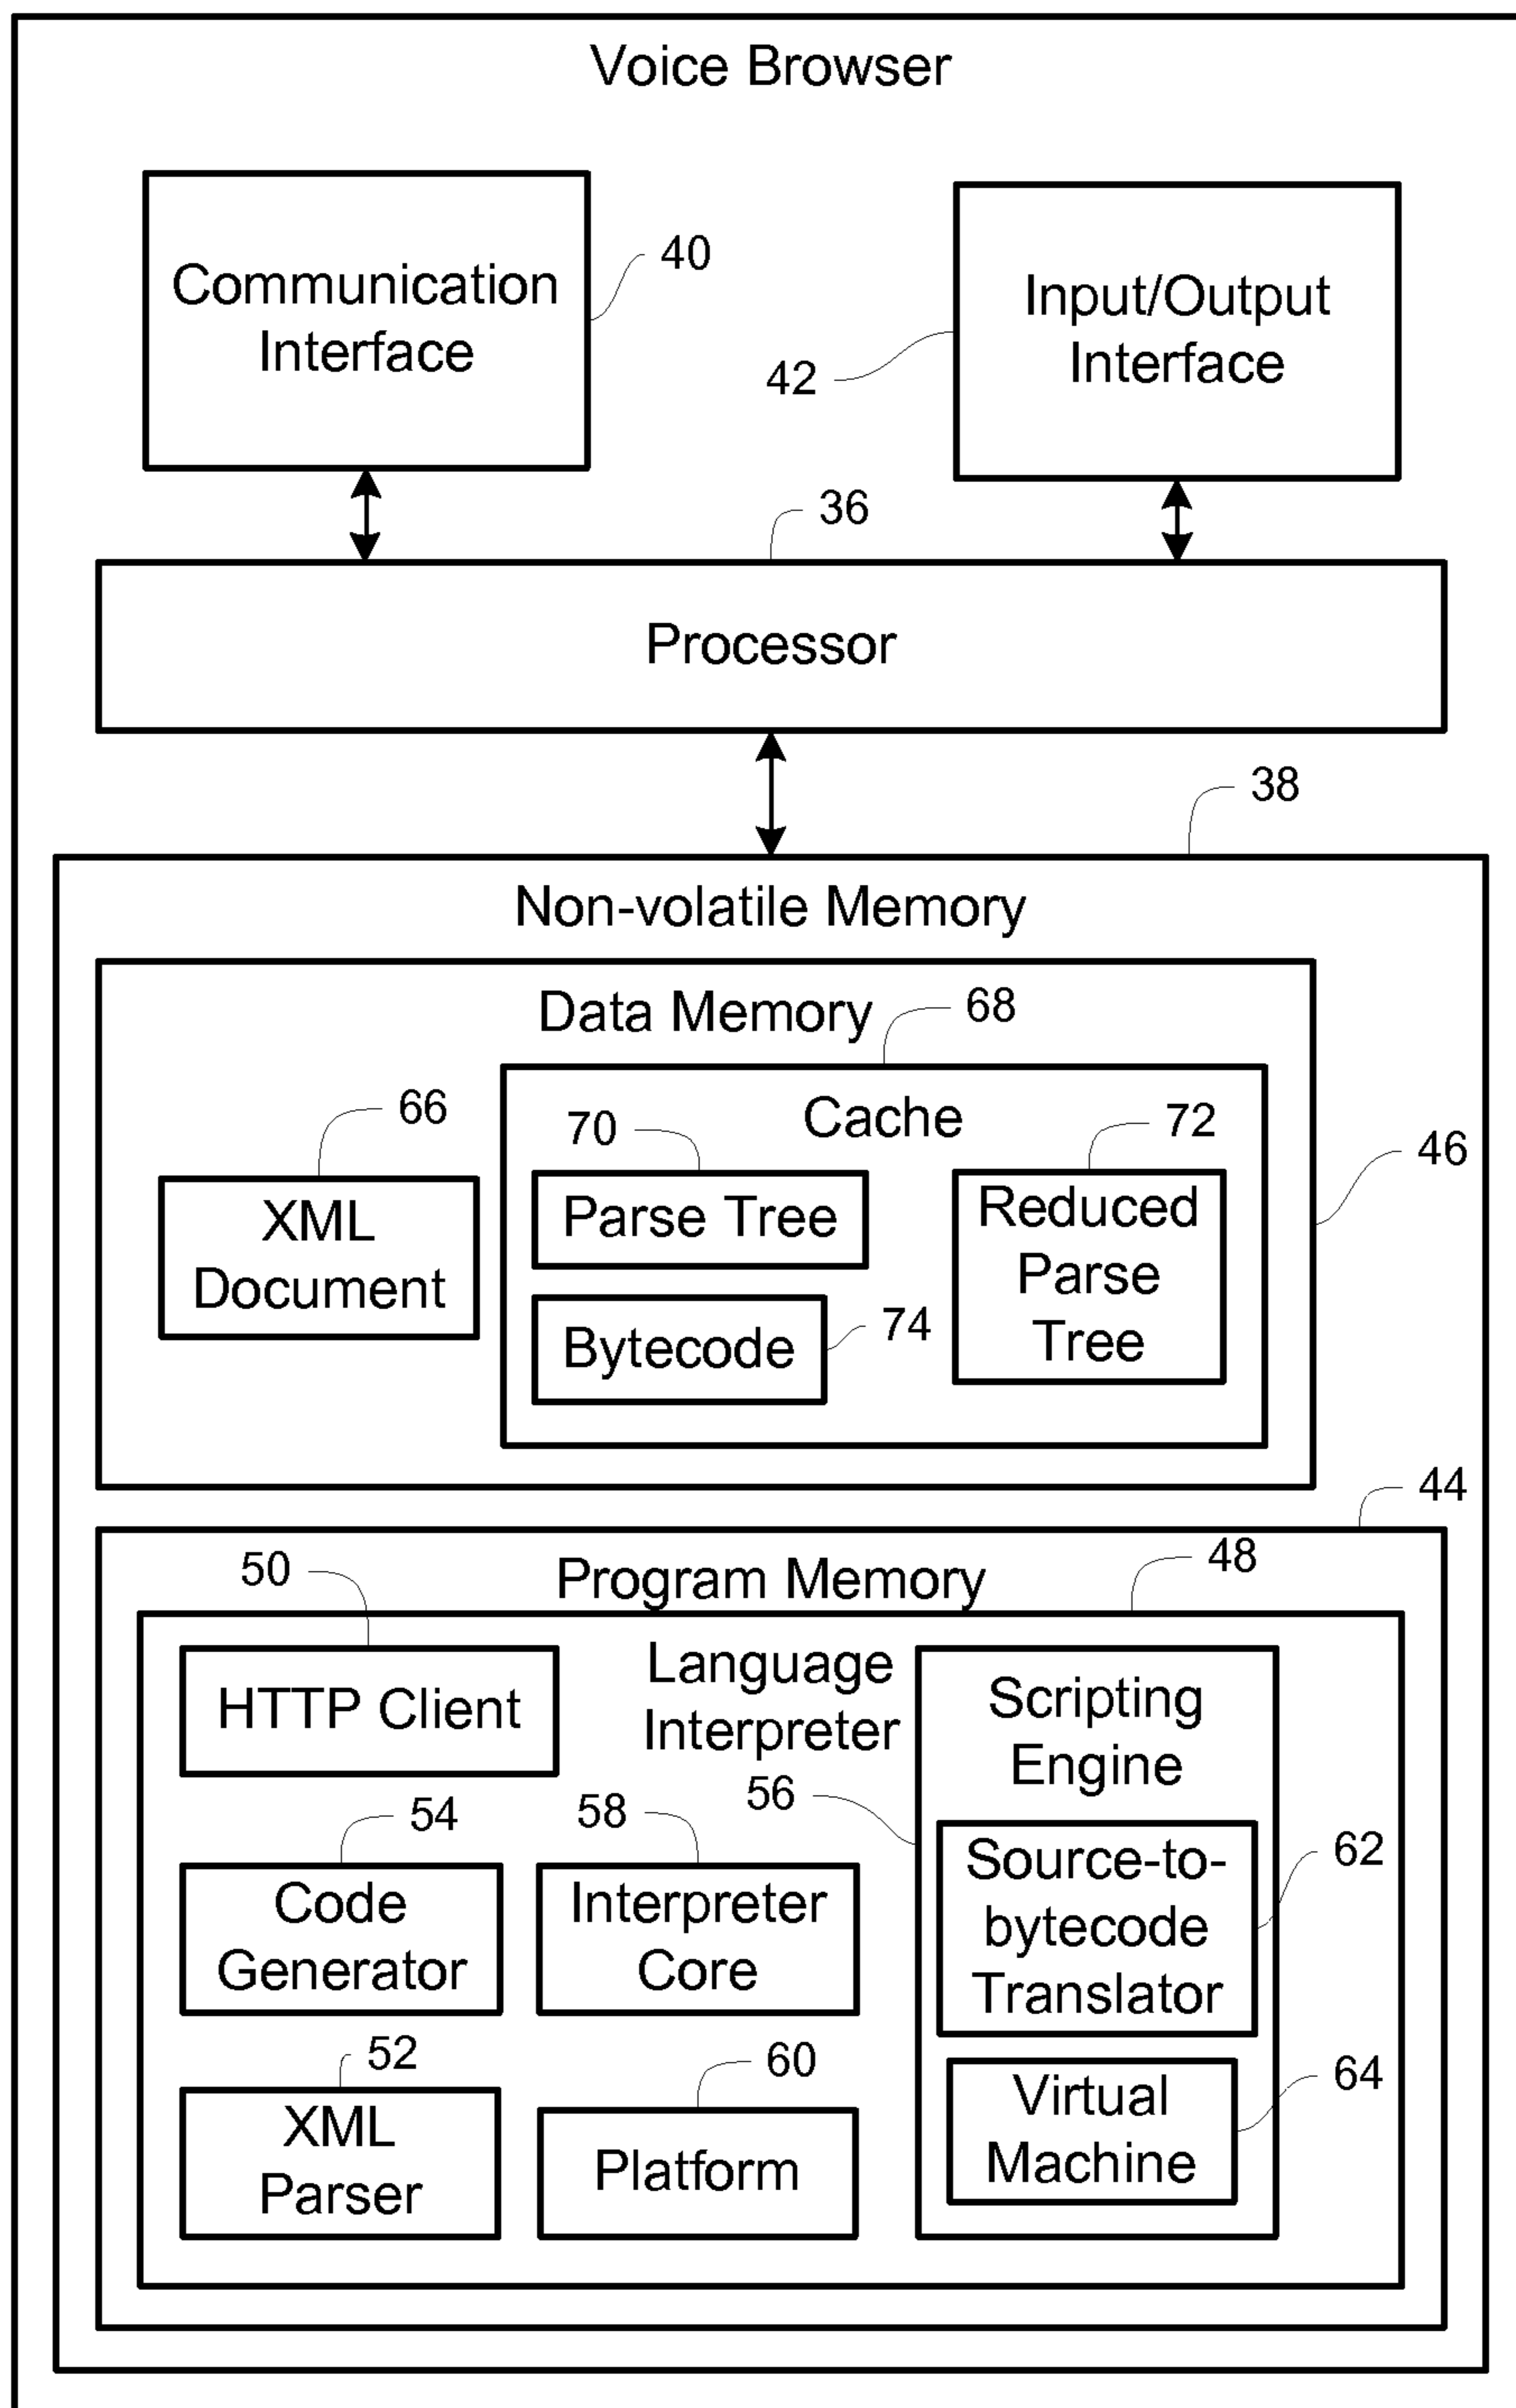 Voice Browser
Communication
Interface
40
Input/Output
Interface
42
36
Processor
38
Non-volatile Memory
Data Memory
68
66
XML
Document
Cache
70
72
Parse Tree
Reduced
Parse
Tree
46
Bytecode
74
44
Program Memory
48
50
HTTP Client
Language
Interpreter
Scripting
Engine
56
54
58
Code
Generator
Interpreter
Core
Source-to-
bytecode
Translator
62
52
60
XML
Parser
Platform
Virtual
Machine
64